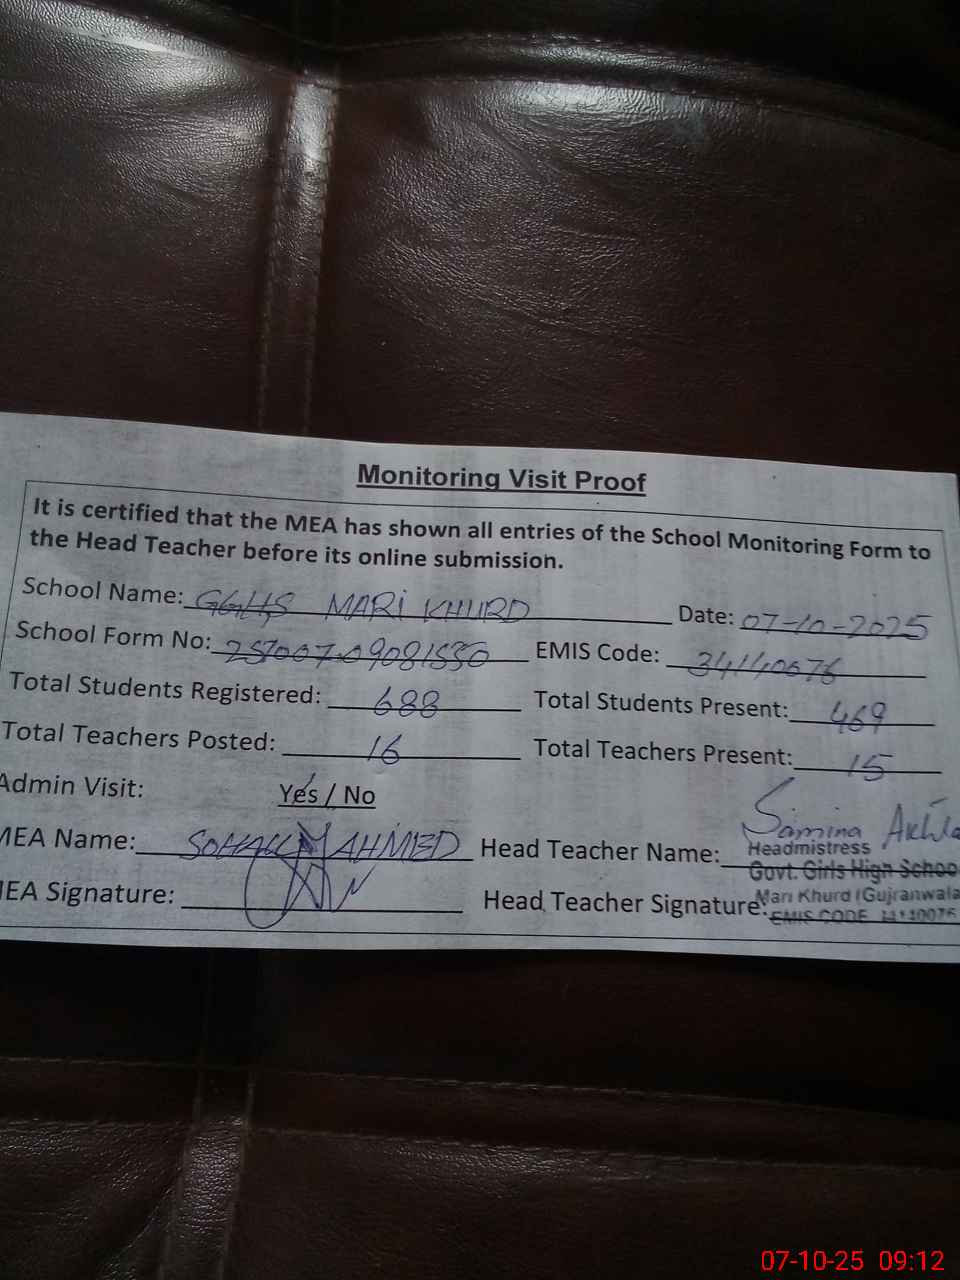 Monitoring Visit Proof
It is certified that the MEA has shown all entries of the School Monitoring Form to
the Head Teacher before its online submission.
School Name: GGHS MARI KHURD Date: 07-10-2025
School Form No: EMIS Code: 34140076
Total Students Registered: 688 Total Students Present: 469
Total Teachers Posted: 16 Total Teachers Present: 15
Admin Visit: Yes / No
MEA Name: AHMED Head Teacher Name: Samina
Headmistress
Govt. Girls High Schoo
MEA Signature: Head Teacher Signature:
Mari Khurd (Gujranwala
EMIS CODE
07-10-25 09:12